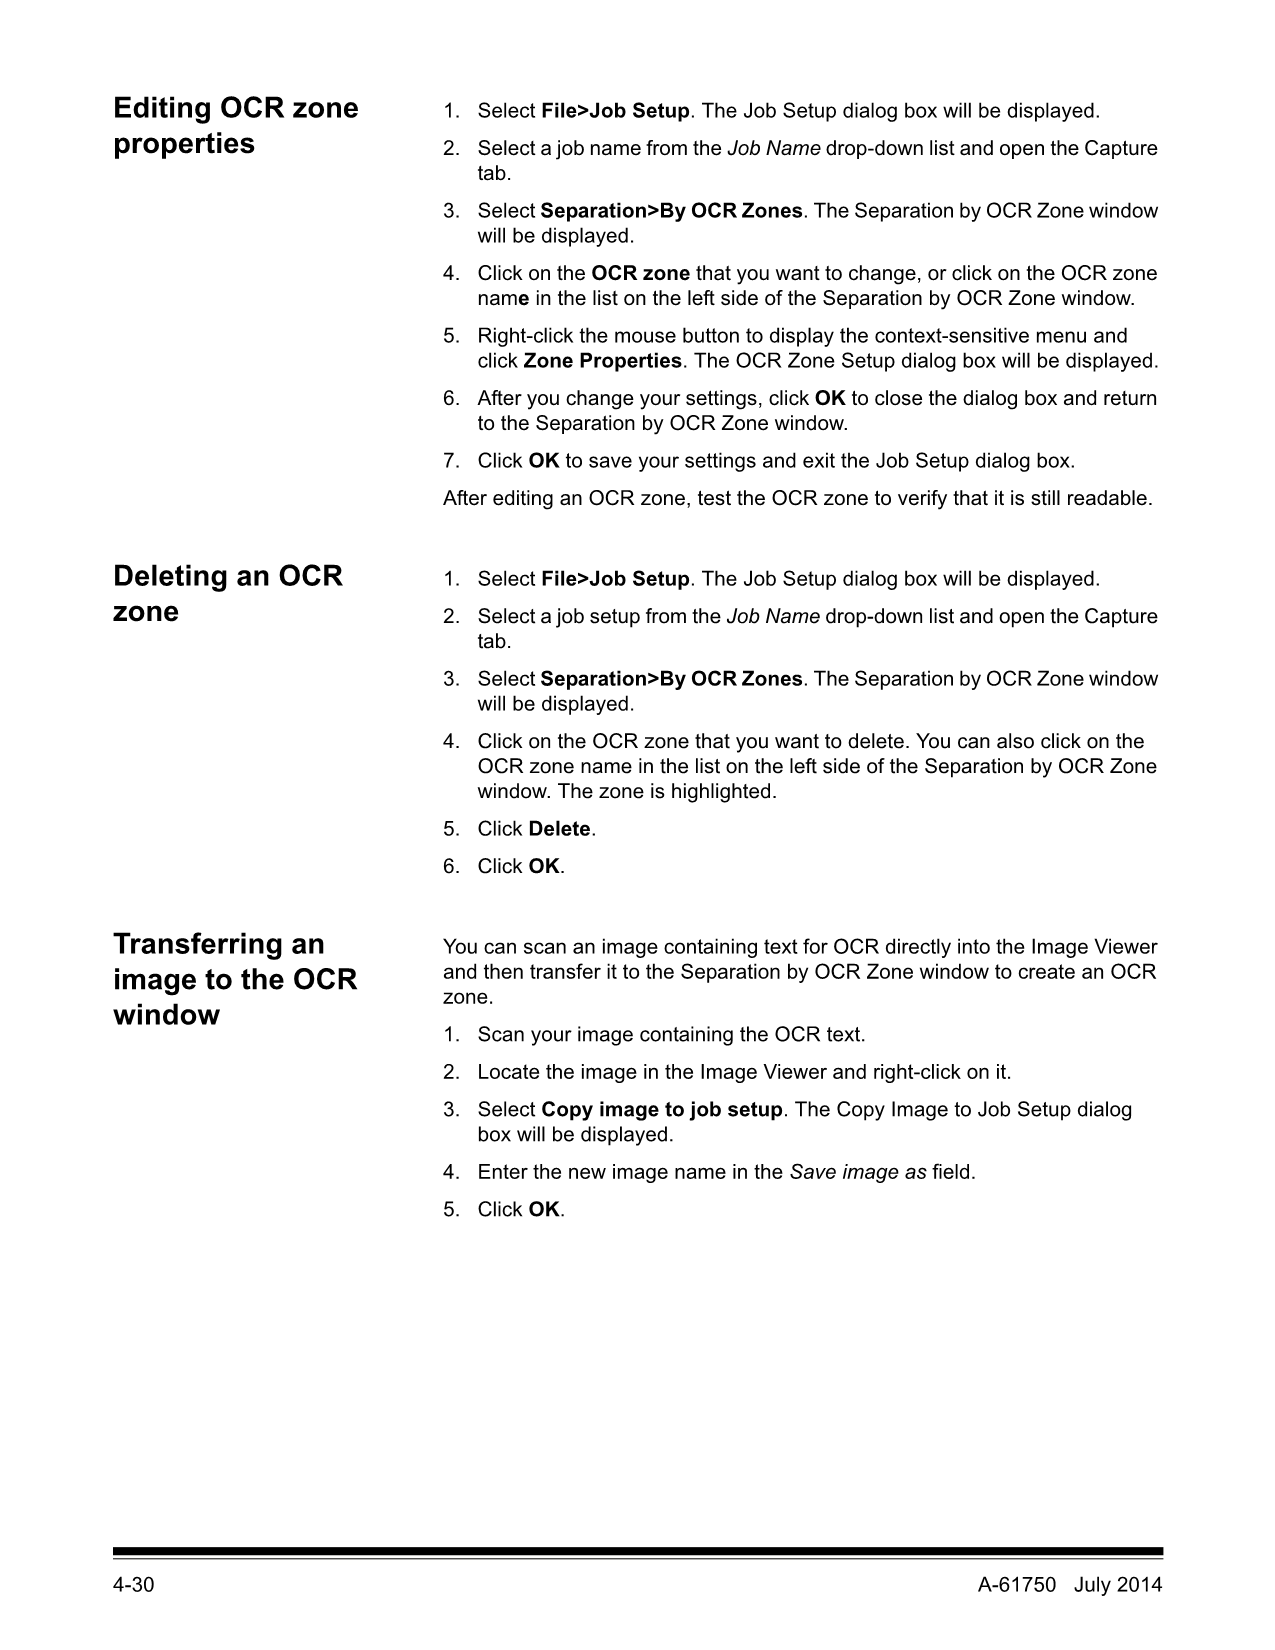 Editing OCR zone
properties
1. Select File>Job Setup. The Job Setup dialog box will be displayed.
2. Select a job name from the Job Name drop-down list and open the Capture
tab.
3. Select Separation>By OCR Zones. The Separation by OCR Zone window
will be displayed.
4. Click on the OCR zone that you want to change, or click on the OCR zone
name in the list on the left side of the Separation by OCR Zone window.
5. Right-click the mouse button to display the context-sensitive menu and
click Zone Properties. The OCR Zone Setup dialog box will be displayed.
6. After you change your settings, click OK to close the dialog box and return
to the Separation by OCR Zone window.
7. Click OK to save your settings and exit the Job Setup dialog box.
After editing an OCR zone, test the OCR zone to verify that it is still readable.
Deleting an OCR
zone
1. Select File>Job Setup. The Job Setup dialog box will be displayed.
2. Select a job setup from the Job Name drop-down list and open the Capture
tab.
3. Select Separation>By OCR Zones. The Separation by OCR Zone window
will be displayed.
4. Click on the OCR zone that you want to delete. You can also click on the
OCR zone name in the list on the left side of the Separation by OCR Zone
window. The zone is highlighted.
5. Click Delete.
6. Click OK.
Transferring an
image to the OCR
window
You can scan an image containing text for OCR directly into the Image Viewer
and then transfer it to the Separation by OCR Zone window to create an OCR
zone.
1. Scan your image containing the OCR text.
2. Locate the image in the Image Viewer and right-click on it.
3. Select Copy image to job setup. The Copy Image to Job Setup dialog
box will be displayed.
4. Enter the new image name in the Save image as field.
5. Click OK.
4-30
A-61750 July 2014